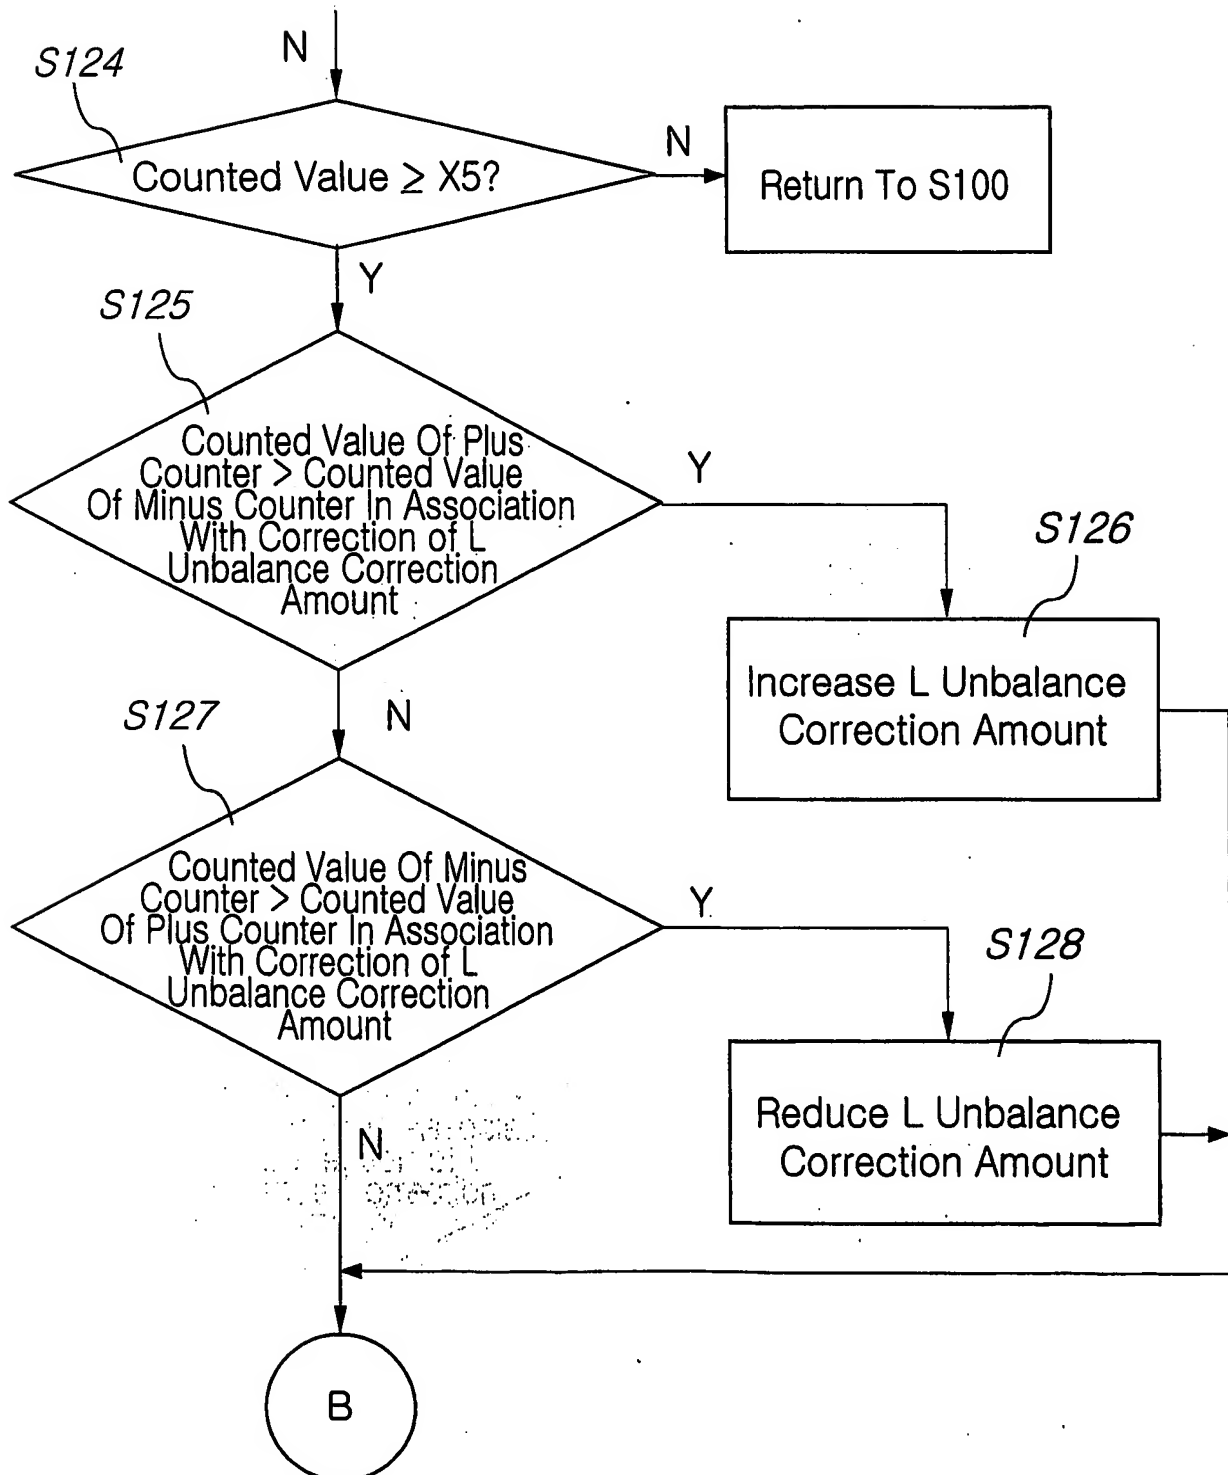 N
S124
Counted Value ≥ X5?
N
Return To S100
Y
S125
Counted Value Of Plus
Counter > Counted Value
Of Minus Counter In Association
With Correction of L
Unbalance Correction
Amount
Y
S126
Increase L Unbalance
Correction Amount
N
S127
Counted Value Of Minus
Counter > Counted Value
Of Plus Counter In Association
With Correction of L
Unbalance Correction
Amount
Y
S128
Reduce L Unbalance
Correction Amount
N
B